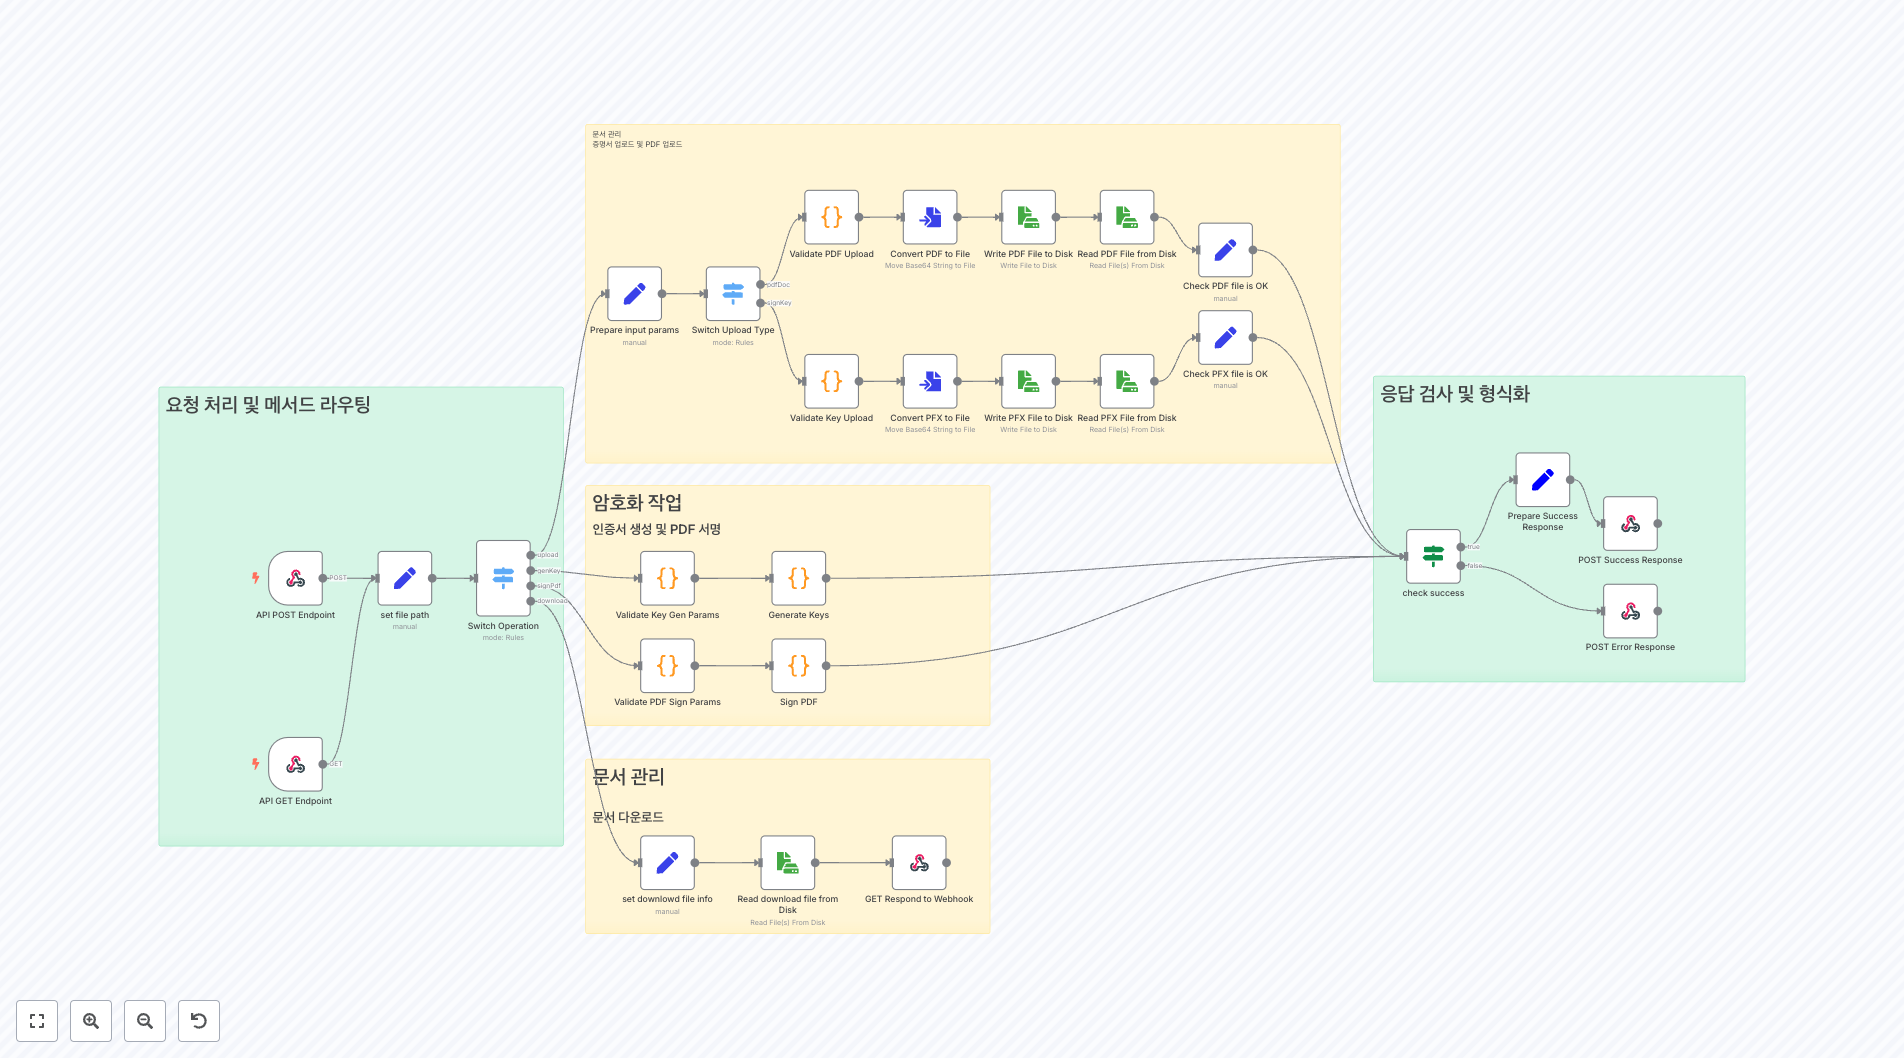 문서 관리
증명서 업로드 및 PDF 업로드
Validate PDF Upload
Convert PDF to File
Move Base64 String to File
Write PDF File to Disk
Write File to Disk
Read PDF File from Disk
Read File(s) From Disk
Check PDF file is OK
manual
Prepare input params
manual
Switch Upload Type
mode: Rules
pdfDoc
signKey
Validate Key Upload
Convert PFX to File
Move Base64 String to File
Write PFX File to Disk
Write File to Disk
Read PFX File from Disk
Read File(s) From Disk
Check PFX file is OK
manual
요청 처리 및 메서드 라우팅
API POST Endpoint
POST
set file path
manual
Switch Operation
mode: Rules
upload
genKey
signPdf
download
API GET Endpoint
GET
암호화 작업
인증서 생성 및 PDF 서명
Validate Key Gen Params
Generate Keys
Validate PDF Sign Params
Sign PDF
문서 관리
문서 다운로드
set downlowd file info
manual
Read download file from
Disk
Read File(s) From Disk
GET Respond to Webhook
응답 검사 및 형식화
check success
true
false
Prepare Success
Response
POST Success Response
POST Error Response